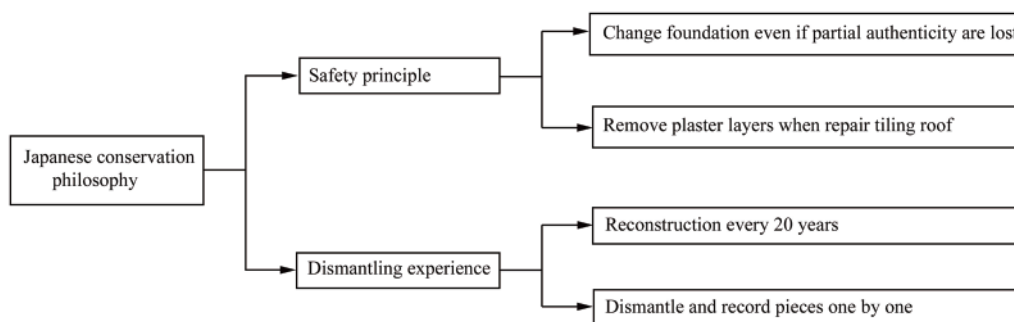 Change foundation even if partial authenticity are lost
Safety principle
Remove plaster layers when repair tiling roof
Japanese conservation
philosophy
Reconstruction every 20 years
Dismantling experience
Dismantle and record pieces one by one